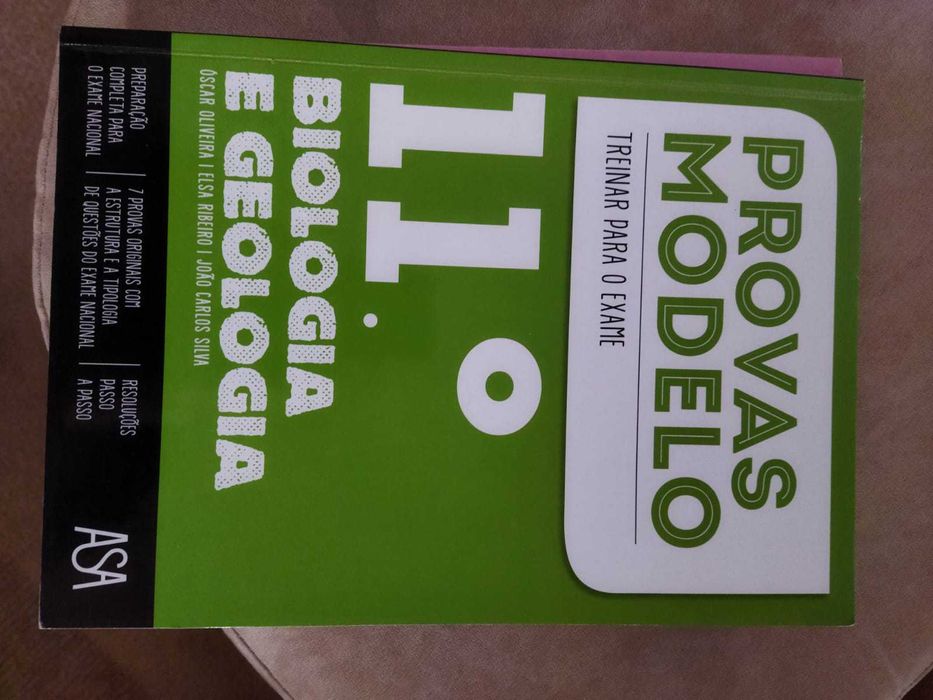 PROVAS
MODELO
TREINAR PARA O EXAME
11.º
BIOLOGIA
E GEOLOGIA
ÓSCAR OLIVEIRA | ELSA RIBEIRO | JOÃO CARLOS SILVA
PREPARAÇÃO
COMPLETA PARA
O EXAME NACIONAL
7 PROVAS ORIGINAIS COM
A ESTRUTURA E A TIPOLOGIA
DE QUESTÕES DO EXAME NACIONAL
RESOLUÇÕES
PASSO
A PASSO
ASA